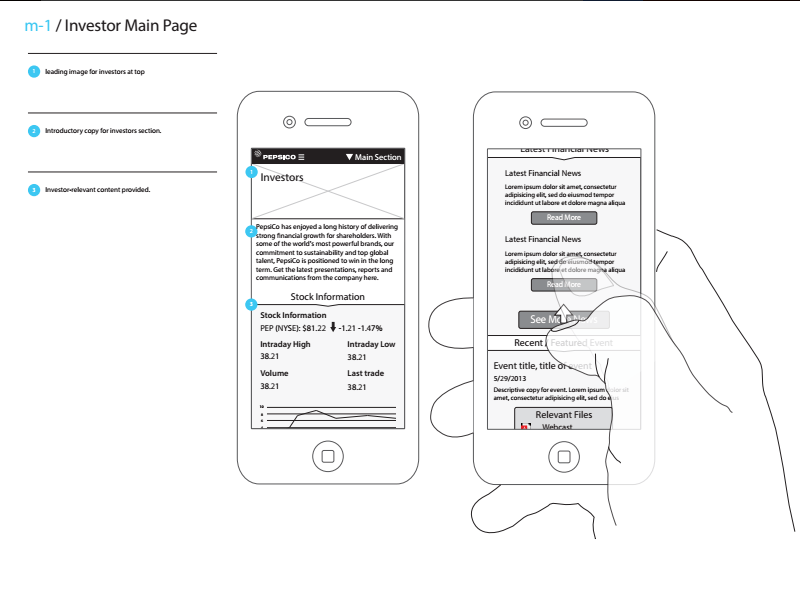 m-1 / Investor Main Page
1 leading image for investors at top
2 Introductory copy for investors section.
3 Investor-relevant content provided.
PEPSICO Main Section
1
Investors
2
PepsiCo has enjoyed a long history of delivering
strong financial growth for shareholders. With
some of the world's most powerful brands, our
commitment to sustainability and top global
talent, PepsiCo is positioned to win in the long
term. Get the latest presentations, reports and
communications from the company here.
Stock Information
3
Stock Information
PEP (NYSE): $81.22 -1.21 -1.47%
Intraday High Intraday Low
38.21 38.21
Volume Last trade
38.21 38.21
10
8
6
Latest Financial News
Latest Financial News
Lorem ipsum dolor sit amet, consectetur
adipisicing elit, sed do eiusmod tempor
incididunt ut labore et dolore magna aliqua
Read More
Latest Financial News
Lorem ipsum dolor sit amet, consectetur
adipisicing elit, sed do eiusmod tempor
incididunt ut labore et dolore magna aliqua
Read More
See More News
Recent / Featured Event
Event title, title of event
5/29/2013
Descriptive copy for event. Lorem ipsum dolor sit
amet, consectetur adipisicing elit, sed do eius
Relevant Files
Webcast